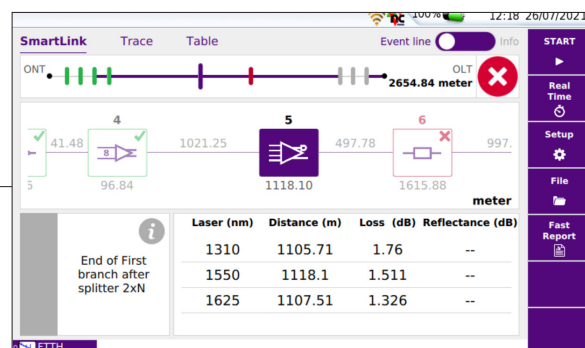 100% 12:18 26/07/2021
SmartLink Trace Table Event line Info
START
ONT OLT
2654.84 meter
Real
Time
Setup
File
Fast
Report
4 5 6
41.48 8 1021.25 497.78 997.
96.84 1118.10 1615.88
meter
i
End of First
branch after
splitter 2xN
Laser (nm) Distance (m) Loss (dB) Reflectance (dB)
1310 1105.71 1.76 --
1550 1118.1 1.511 --
1625 1107.51 1.326 --
FTTH